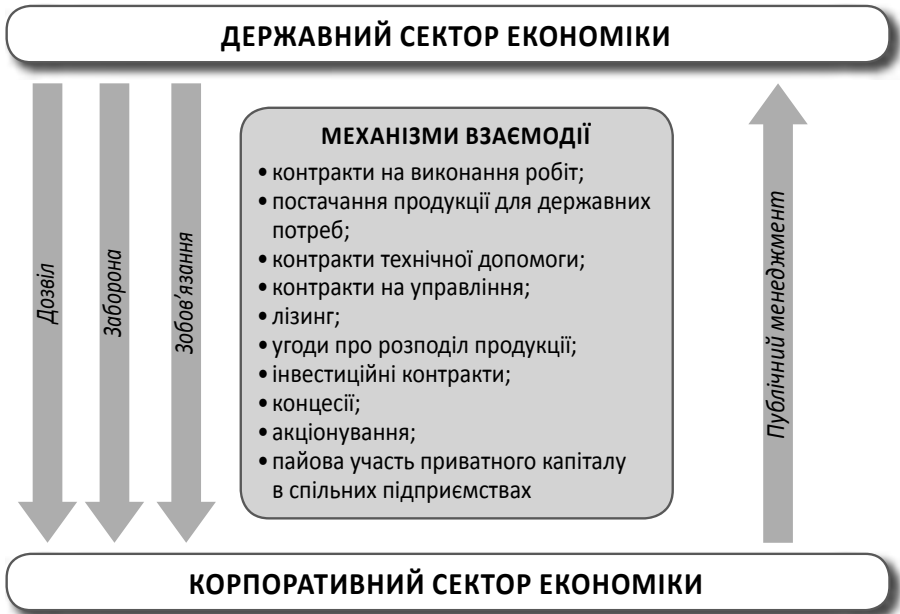 ДЕРЖАВНИЙ СЕКТОР ЕКОНОМІКИ
Дозвіл
Заборона
Зобов’язання
МЕХАНІЗМИ ВЗАЄМОДІЇ
• контракти на виконання робіт;
• постачання продукції для державних
потреб;
• контракти технічної допомоги;
• контракти на управління;
• лізинг;
• угоди про розподіл продукції;
• інвестиційні контракти;
• концесії;
• акціонування;
• пайова участь приватного капіталу
в спільних підприємствах
Публічний менеджмент
КОРПОРАТИВНИЙ СЕКТОР ЕКОНОМІКИ